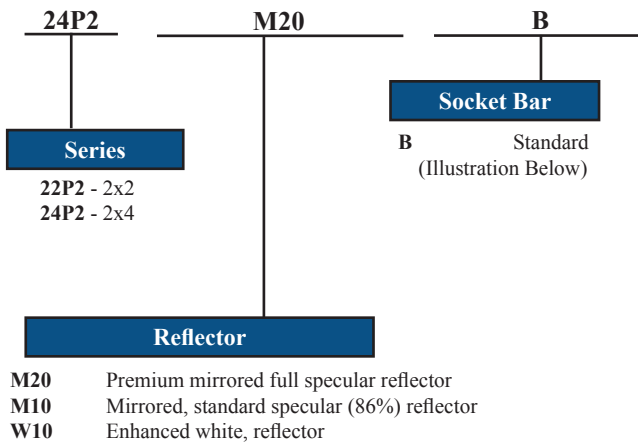 24P2 M20 B
Socket Bar
B Standard
(Illustration Below)
Series
22P2 - 2x2
24P2 - 2x4
Reflector
M20 Premium mirrored full specular reflector
M10 Mirrored, standard specular (86%) reflector
W10 Enhanced white, reflector